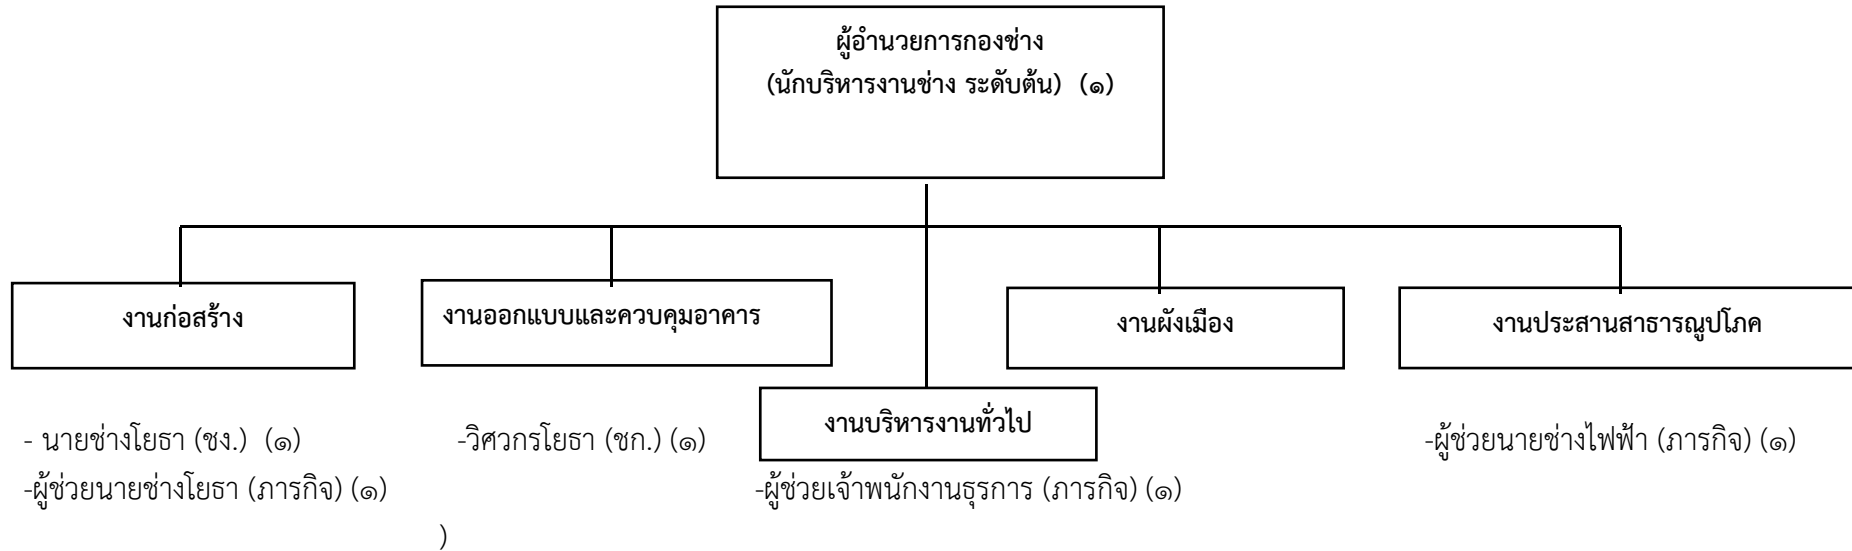 ผู้อำนวยการกองช่าง
(นักบริหารงานช่าง ระดับต้น) (๑)
งานก่อสร้าง
งานออกแบบและควบคุมอาคาร
งานผังเมือง
งานประสานสาธารณูปโภค
งานบริหารงานทั่วไป
- นายช่างโยธา (ชง.) (๑)
-ผู้ช่วยนายช่างโยธา (ภารกิจ) (๑)
-วิศวกรโยธา (ชก.) (๑)
)
-ผู้ช่วยเจ้าพนักงานธุรการ (ภารกิจ) (๑)
-ผู้ช่วยนายช่างไฟฟ้า (ภารกิจ) (๑)